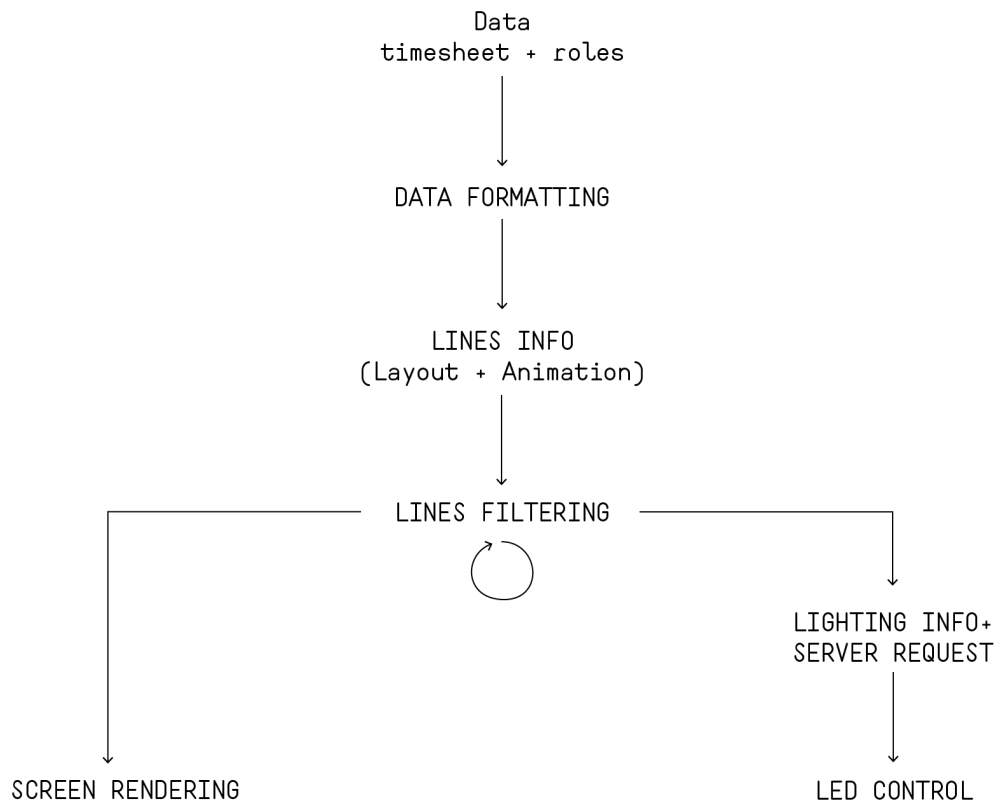 Data
timesheet + roles
DATA FORMATTING
LINES INFO
(Layout + Animation)
LINES FILTERING
LIGHTING INFO+
SERVER REQUEST
SCREEN RENDERING
LED CONTROL